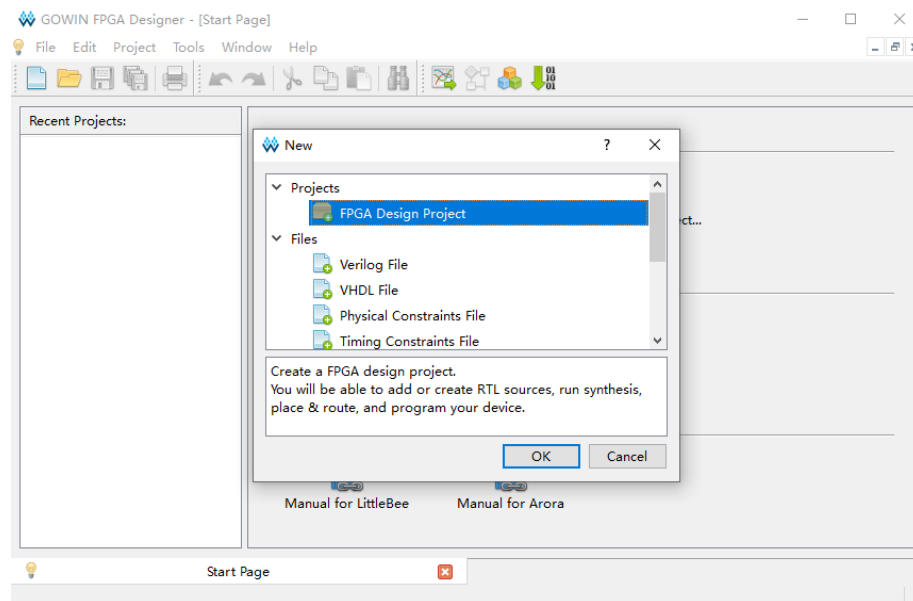 GOWIN FPGA Designer - [Start Page]
File Edit Project Tools Window Help
01
10
01
Recent Projects:
New
?
Projects
FPGA Design Project
ct...
Files
Verilog File
VHDL File
Physical Constraints File
Timing Constraints File
Create a FPGA design project.
You will be able to add or create RTL sources, run synthesis,
place & route, and program your device.
OK Cancel
Manual for LittleBee Manual for Arora
Start Page